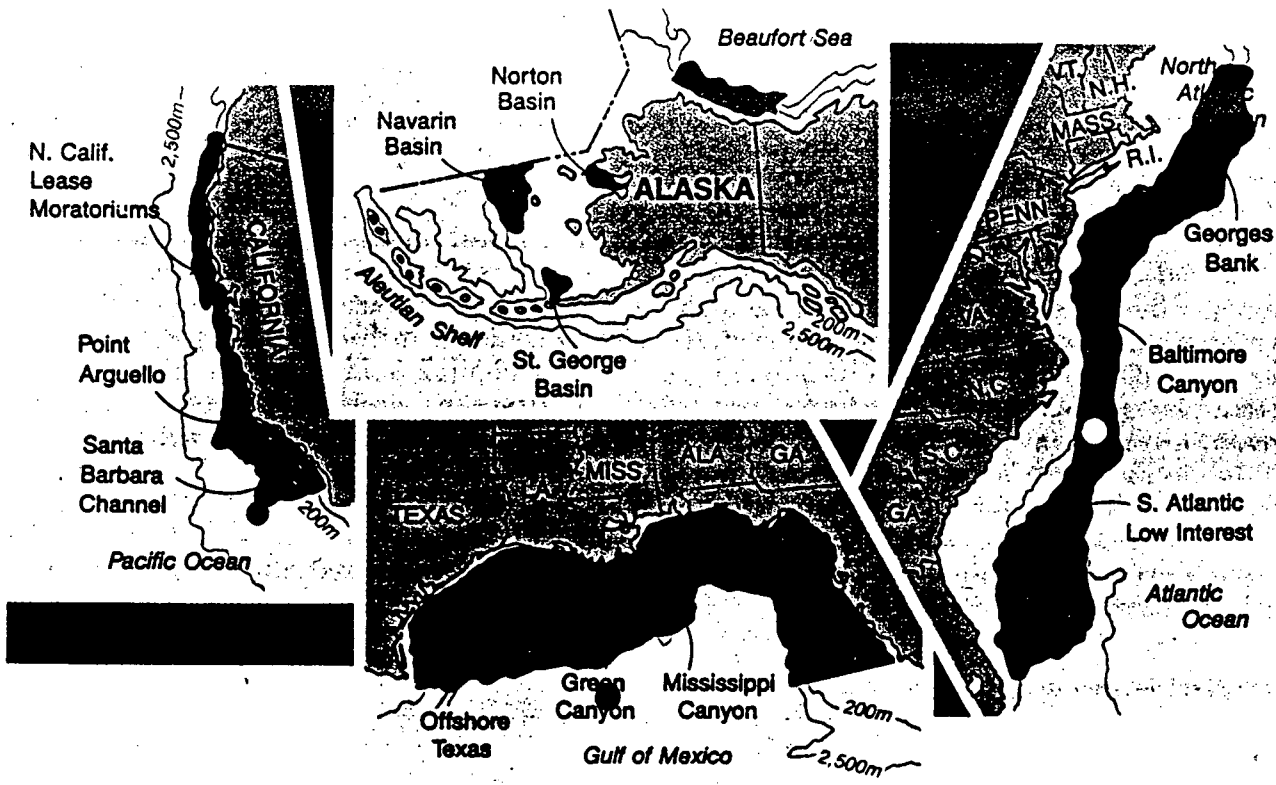 2,500m
N. Calif.
Lease
Moratoriums
CALIFORNIA
Point
Arguello
Santa
Barbara
Channel
200m
Pacific Ocean
Beaufort Sea
Norton
Basin
Navarin
Basin
ALASKA
Aleutian Shelf
St. George
Basin
200m
2,500m
TEXAS
MISS
ALA
GA
Green
Canyon
Mississippi
Canyon
Offshore
Texas
200m
2,500m
Gulf of Mexico
N.H.
MASS
R.I.
PENN
North
Georges
Bank
Baltimore
Canyon
S.C.
GA
S. Atlantic
Low Interest
Atlantic
Ocean